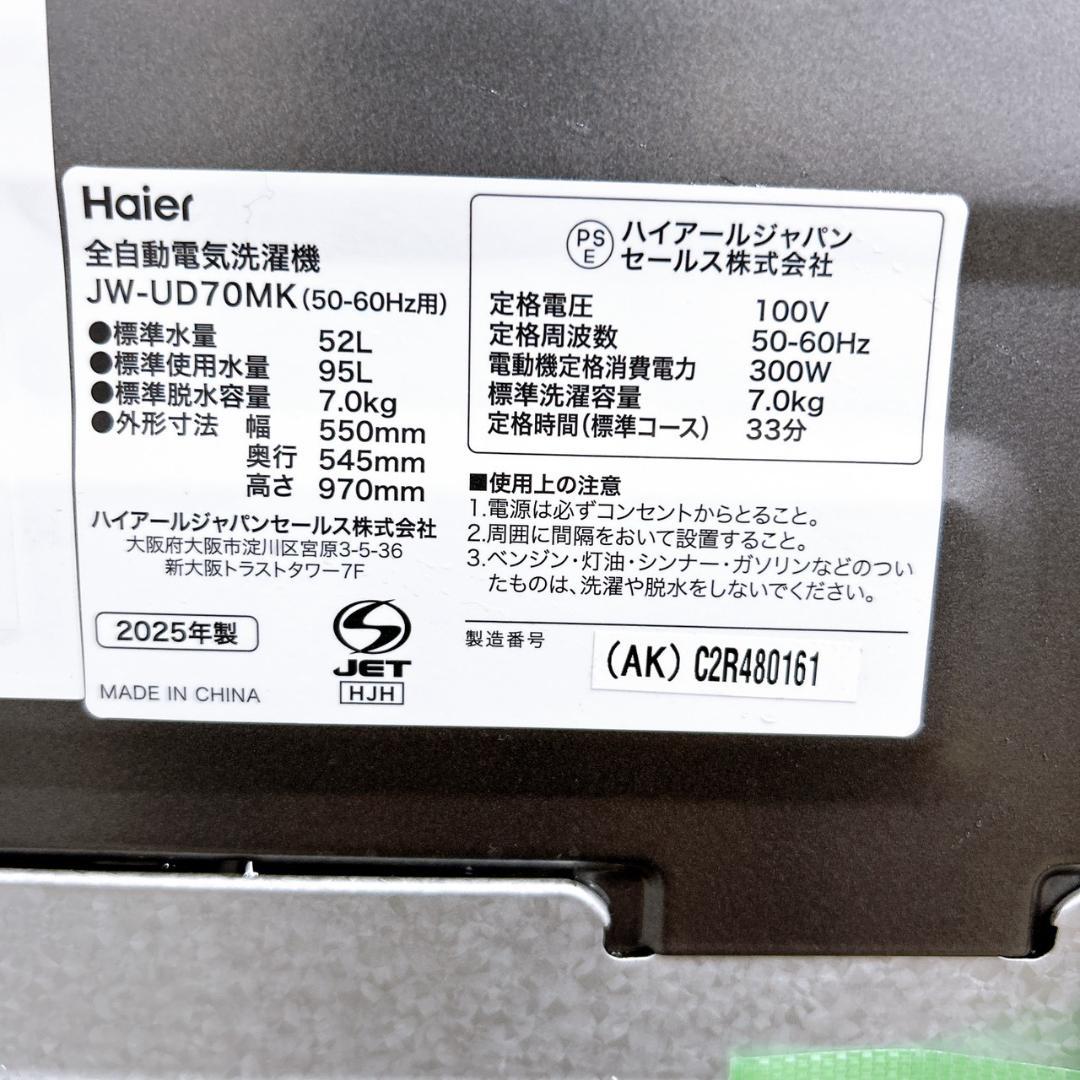 Haier
全自動電気洗濯機
JW-UD70MK(50-60Hz用)
●標準水量 52L
●標準使用水量 95L
●標準脱水容量 7.0kg
●外形寸法 幅 550mm
奥行 545mm
高さ 970mm
ハイアールジャパンセールス株式会社
大阪府大阪市淀川区宮原3-5-36
新大阪トラストタワー7F
2025年製
MADE IN CHINA
JET
HJH
PS
E
ハイアールジャパン
セールス株式会社
定格電圧 100V
定格周波数 50-60Hz
電動機定格消費電力 300W
標準洗濯容量 7.0kg
定格時間(標準コース) 33分
■使用上の注意
1.電源は必ずコンセントからとること。
2.周囲に間隔をおいて設置すること。
3.ベンジン・灯油・シンナー・ガソリンなどのつい
たものは、洗濯や脱水をしないでください。
製造番号 (AK) C2R480161